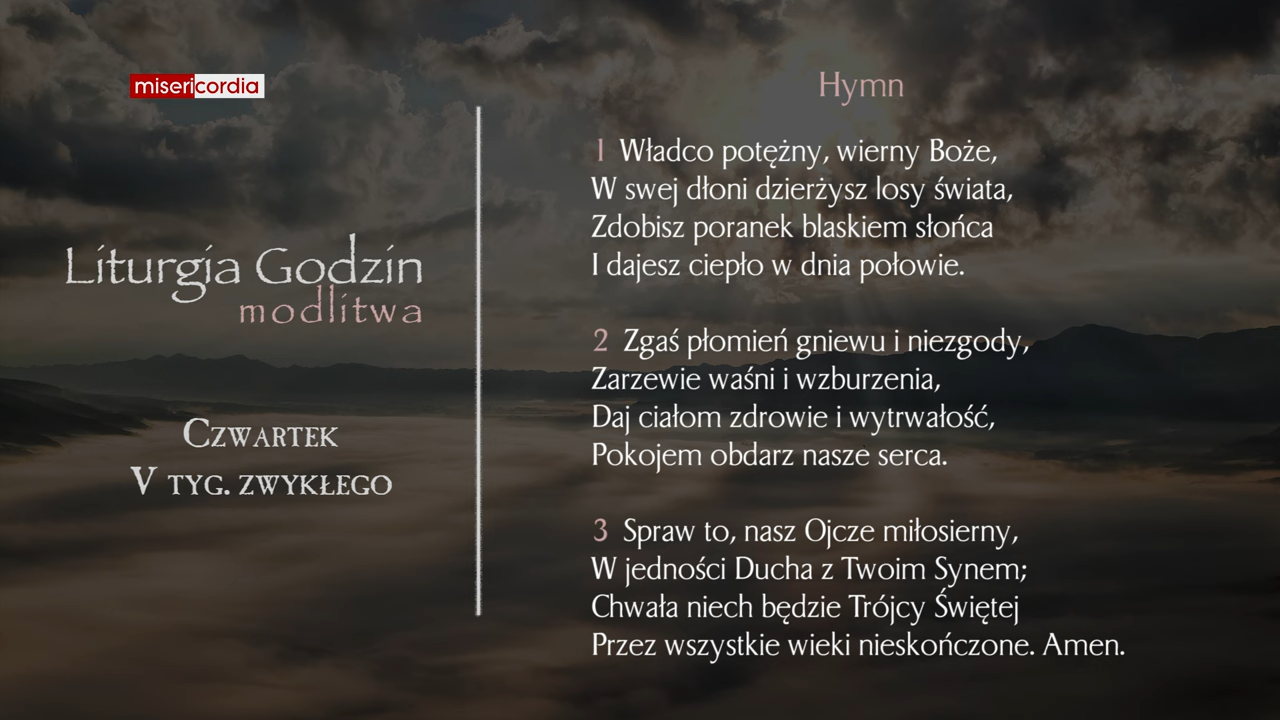 misericordia
Liturgia Godzin
modlitwa
Czwartek
V tyg. zwykłego
Hymn
1 Władco potężny, wierny Boże,
W swej dłoni dzierżysz losy świata,
Zdobisz poranek blaskiem słońca
I dajesz ciepło w dnia połowie.
2 Zgaś płomień gniewu i niezgody,
Zarzewie waśni i wzburzenia,
Daj ciałom zdrowie i wytrwałość,
Pokojem obdarz nasze serca.
3 Spraw to, nasz Ojcze miłosierny,
W jedności Ducha z Twoim Synem;
Chwała niech będzie Trójcy Świętej
Przez wszystkie wieki nieskończone. Amen.